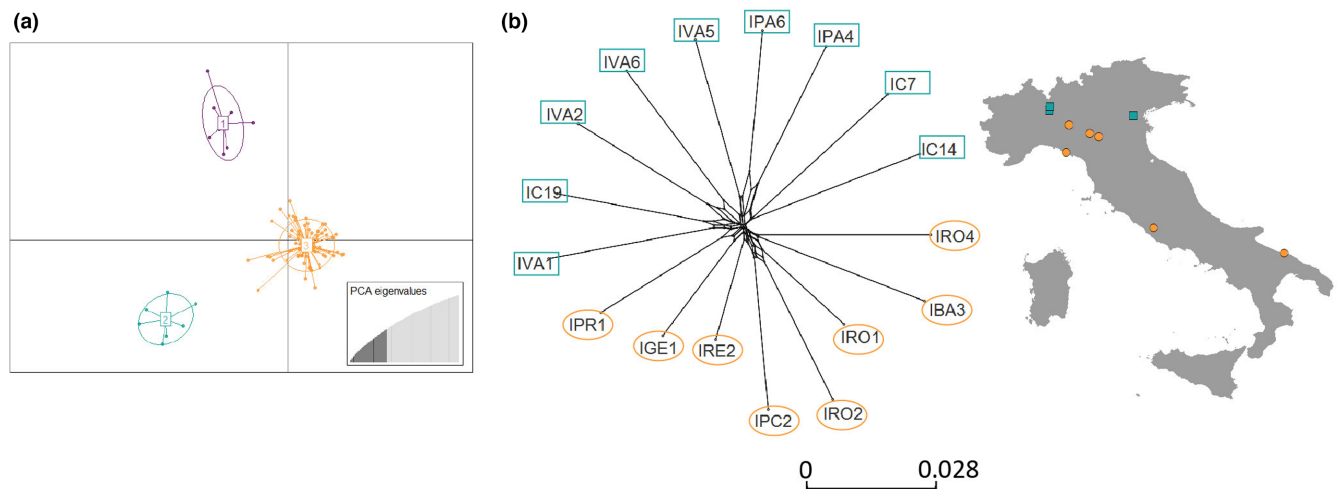 (a)
1
3
2
PCA eigenvalues
(b)
IPA6
IVA5
IPA4
IVA6
IC7
IVA2
IC14
IC19
IRO4
IVA1
IBA3
IPR1
IGE1
IRE2
IRO1
IPC2
IRO2
0 0.028